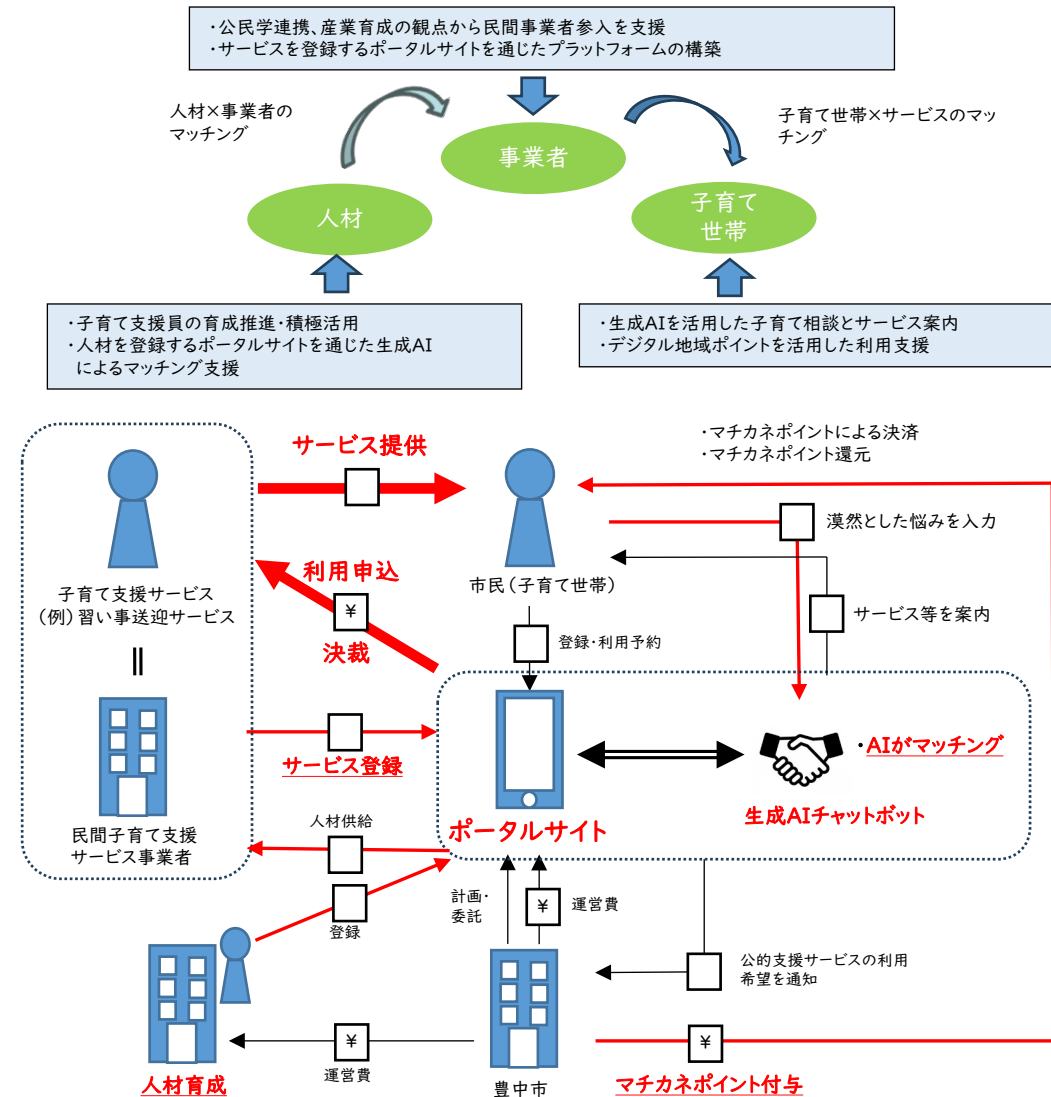 ・公民学連携、産業育成の観点から民間事業者参入を支援
・サービスを登録するポータルサイトを通じたプラットフォームの構築
人材×事業者の
マッチング
子育て世帯×サービスのマッ
チング
事業者
人材
子育て
世帯
・子育て支援員の育成推進・積極活用
・人材を登録するポータルサイトを通じた生成AI
によるマッチング支援
・生成AIを活用した子育て相談とサービス案内
・デジタル地域ポイントを活用した利用支援
サービス提供
・マチカネポイントによる決済
・マチカネポイント還元
漠然とした悩みを入力
利用申込
¥
決裁
子育て支援サービス
(例)習い事送迎サービス
市民(子育て世帯)
サービス等を案内
登録・利用予約
||
サービス登録
・AIがマッチング
生成AIチャットボット
ポータルサイト
民間子育て支援
サービス事業者
人材供給
登録
計画・
委託
¥
運営費
公的支援サービスの利用
希望を通知
¥
運営費
¥
人材育成
豊中市
マチカネポイント付与